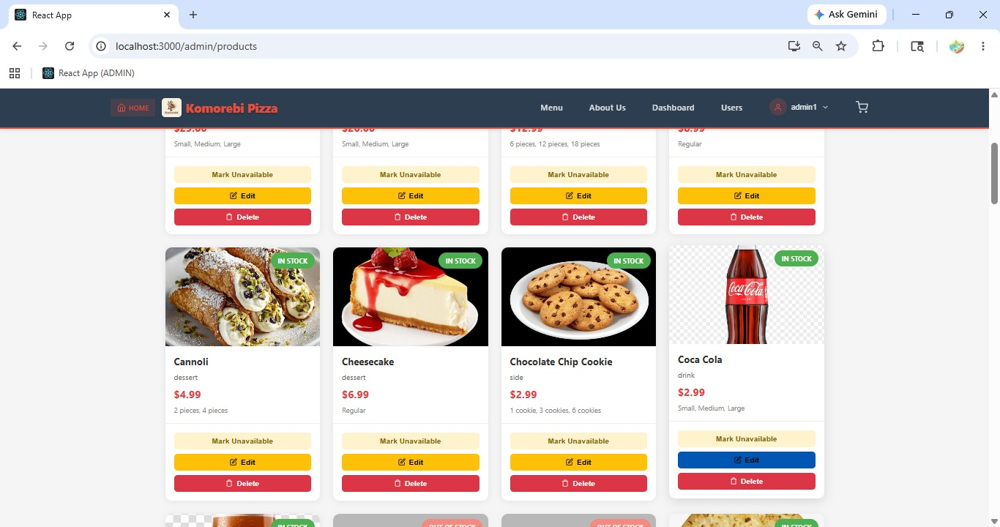 React App
Ask Gemini
localhost:3000/admin/products
React App (ADMIN)
HOME
Komorebi Pizza
Menu
About Us
Dashboard
Users
admin1
Small, Medium, Large
Small, Medium, Large
6 pieces, 12 pieces, 18 pieces
Regular
Mark Unavailable
Mark Unavailable
Mark Unavailable
Mark Unavailable
Edit
Edit
Edit
Edit
Delete
Delete
Delete
Delete
IN STOCK
IN STOCK
IN STOCK
IN STOCK
Coca-Cola
Cannoli
Cheesecake
Chocolate Chip Cookie
Coca Cola
dessert
dessert
side
drink
$4.99
$6.99
$2.99
$2.99
2 pieces, 4 pieces
Regular
1 cookie, 3 cookies, 6 cookies
Small, Medium, Large
Mark Unavailable
Mark Unavailable
Mark Unavailable
Mark Unavailable
Edit
Edit
Edit
Edit
Delete
Delete
Delete
Delete
IN STOCK
OUT OF STOCK
OUT OF STOCK
IN STOCK